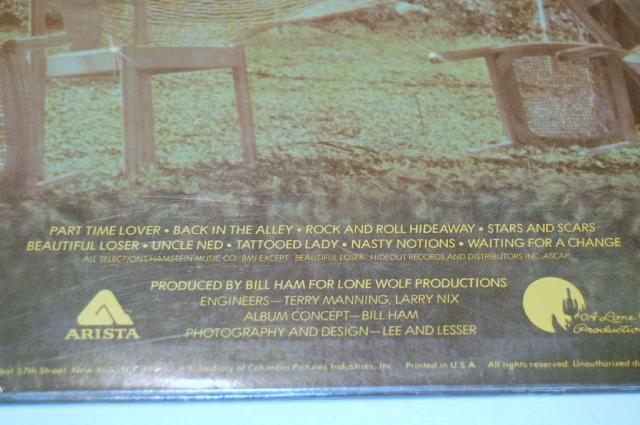 PART TIME LOVER • BACK IN THE ALLEY • ROCK AND ROLL HIDEAWAY • STARS AND SCARS
BEAUTIFUL LOSER • UNCLE NED • TATTOOED LADY • NASTY NOTIONS • WAITING FOR A CHANGE
ALL SELECTIONS HAMSTEIN MUSIC CO. BMI EXCEPT BEAUTIFUL LOSER. HIDEOUT RECORDS AND DISTRIBUTORS INC. ASCAP
PRODUCED BY BILL HAM FOR LONE WOLF PRODUCTIONS
ENGINEERS—TERRY MANNING, LARRY NIX
ALBUM CONCEPT—BILL HAM
PHOTOGRAPHY AND DESIGN—LEE AND LESSER
ARISTA
A Lone
Productio
West 57th Street, New York, N.Y. A Subsidiary of Columbia Pictures Industries, Inc. Printed in U.S.A. All rights reserved. Unauthorized du